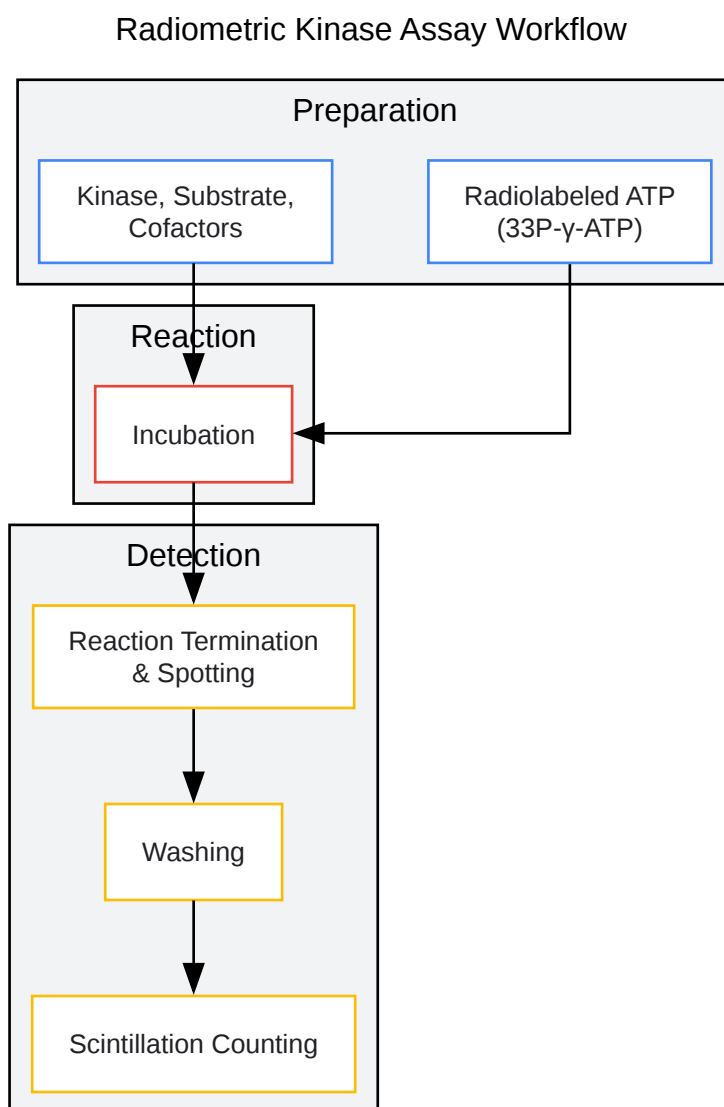 Radiometric Kinase Assay Workflow
Preparation
Kinase, Substrate,
Cofactors
Radiolabeled ATP
(33P-γ-ATP)
Reaction
Incubation
Detection
Reaction Termination
& Spotting
Washing
Scintillation Counting